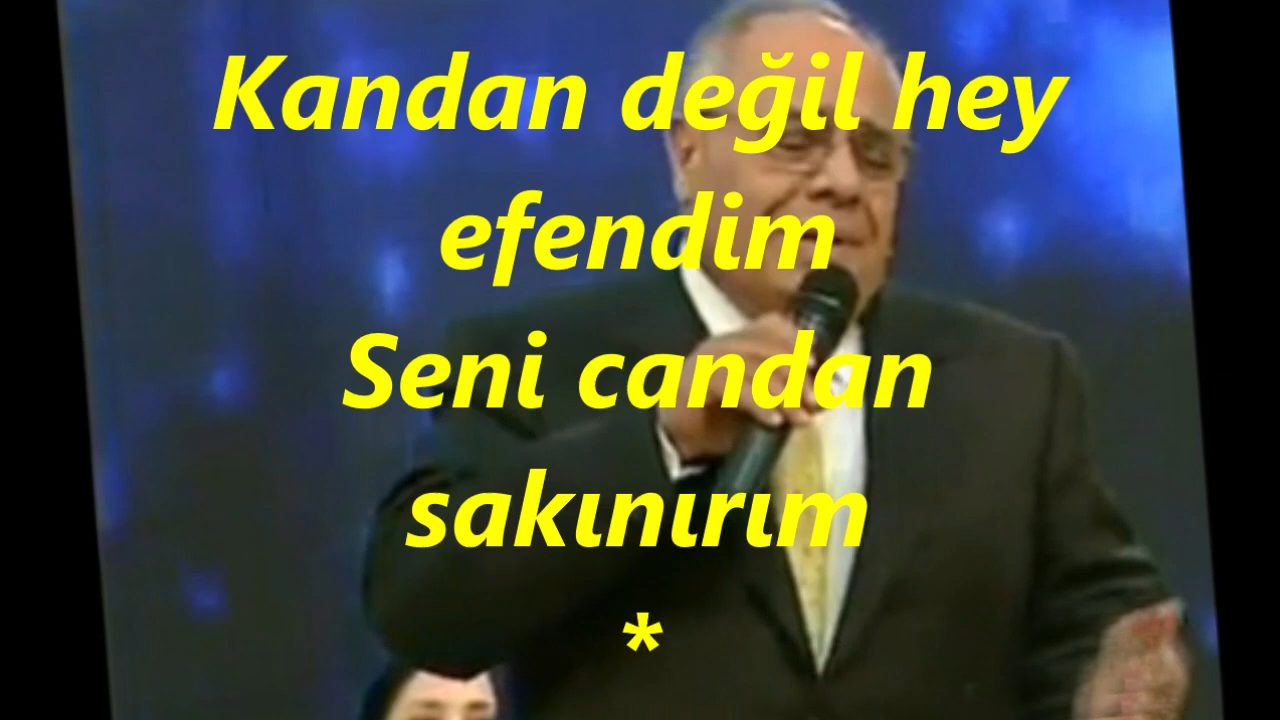 Kandan değil hey
efendim
Seni candan
sakınırım
*